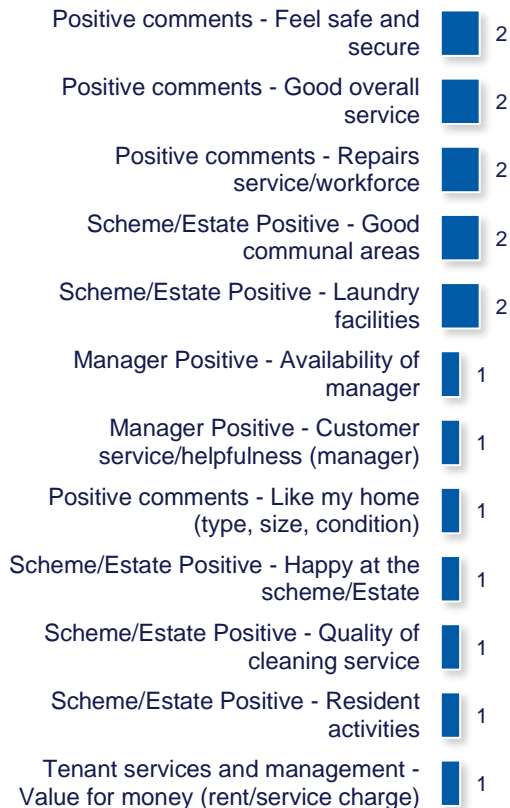 Positive comments - Feel safe and
secure
2
Positive comments - Good overall
service
2
Positive comments - Repairs
service/workforce
2
Scheme/Estate Positive - Good
communal areas
2
Scheme/Estate Positive - Laundry
facilities
2
Manager Positive - Availability of
manager
1
Manager Positive - Customer
service/helpfulness (manager)
1
Positive comments - Like my home
(type, size, condition)
1
Scheme/Estate Positive - Happy at the
scheme/Estate
1
Scheme/Estate Positive - Quality of
cleaning service
1
Scheme/Estate Positive - Resident
activities
1
Tenant services and management -
Value for money (rent/service charge)
1